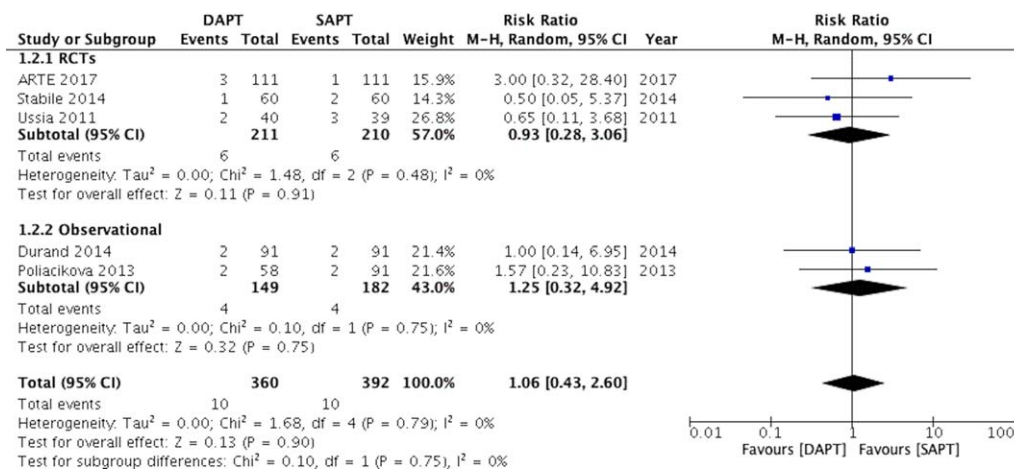 DAPT SAPT Risk Ratio Risk Ratio
Study or Subgroup Events Total Events Total Weight M-H, Random, 95% CI Year M-H, Random, 95% CI
1.2.1 RCTs
ARTE 2017 3 111 1 111 15.9% 3.00 [0.32, 28.40] 2017
Stabile 2014 1 60 2 60 14.3% 0.50 [0.05, 5.37] 2014
Ussia 2011 2 40 3 39 26.8% 0.65 [0.11, 3.68] 2011
Subtotal (95% CI) 211 210 57.0% 0.93 [0.28, 3.06]
Total events 6 6
Heterogeneity: Tau² = 0.00; Chi² = 1.48, df = 2 (P = 0.48); I² = 0%
Test for overall effect: Z = 0.11 (P = 0.91)
1.2.2 Observational
Durand 2014 2 91 2 91 21.4% 1.00 [0.14, 6.95] 2014
Poliacikova 2013 2 58 2 91 21.6% 1.57 [0.23, 10.83] 2013
Subtotal (95% CI) 149 182 43.0% 1.25 [0.32, 4.92]
Total events 4 4
Heterogeneity: Tau² = 0.00; Chi² = 0.10, df = 1 (P = 0.75); I² = 0%
Test for overall effect: Z = 0.32 (P = 0.75)
Total (95% CI) 360 392 100.0% 1.06 [0.43, 2.60]
Total events 10 10
Heterogeneity: Tau² = 0.00; Chi² = 1.68, df = 4 (P = 0.79); I² = 0%
Test for overall effect: Z = 0.13 (P = 0.90)
Test for subgroup differences: Chi² = 0.10, df = 1 (P = 0.75), I² = 0%
0.01 0.1 1 10 100
Favours [DAPT] Favours [SAPT]